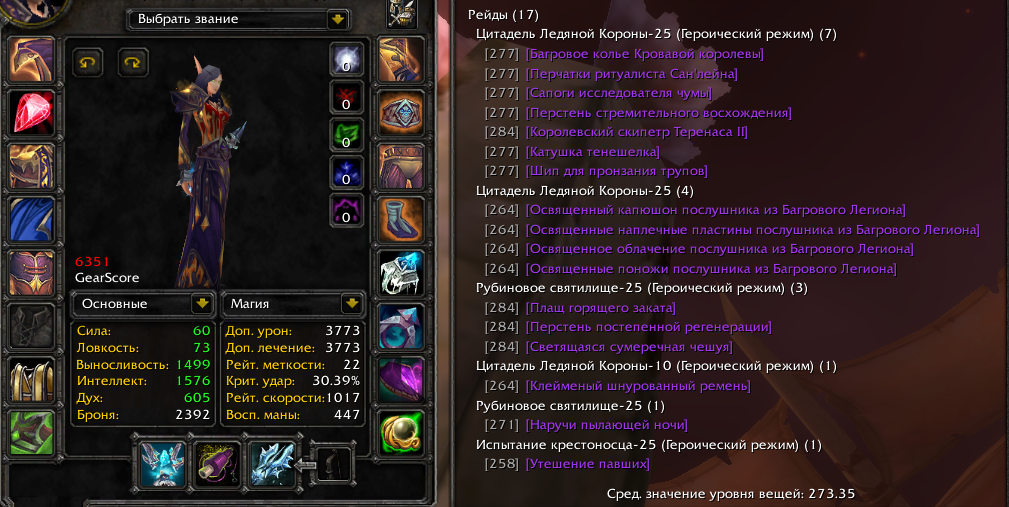 Выбрать звание
0
0
0
0
0
6351
GearScore
Основные
Магия
Сила: 60
Ловкость: 73
Выносливость: 1499
Интеллект: 1576
Дух: 605
Броня: 2392
Доп. урон: 3773
Доп. лечение: 3773
Рейт. меткости: 22
Крит. удар: 30.39%
Рейт. скорости: 1017
Восп. маны: 447
Рейды (17)
Цитадель Ледяной Короны-25 (Героический режим) (7)
[277] [Багровое колье Кровавой королевы]
[277] [Перчатки ритуалиста Сан'лейна]
[277] [Сапоги исследователя чумы]
[277] [Перстень стремительного восхождения]
[284] [Королевский скипетр Теренаса II]
[277] [Катушка тенешелка]
[277] [Шип для пронзания трупов]
Цитадель Ледяной Короны-25 (4)
[264] [Освященный капюшон послушника из Багрового Легиона]
[264] [Освященные наплечные пластины послушника из Багрового Легиона]
[264] [Освященное облачение послушника из Багрового Легиона]
[264] [Освященные поножи послушника из Багрового Легиона]
Рубиновое святилище-25 (Героический режим) (3)
[284] [Плащ горящего заката]
[284] [Перстень постепенной регенерации]
[284] [Светящаяся сумеречная чешуя]
Цитадель Ледяной Короны-10 (Героический режим) (1)
[264] [Клейменый шнурованный ремень]
Рубиновое святилище-25 (1)
[271] [Наручи пылающей ночи]
Испытание крестоносца-25 (Героический режим) (1)
[258] [Утешение павших]
Сред. значение уровня вещей: 273.35